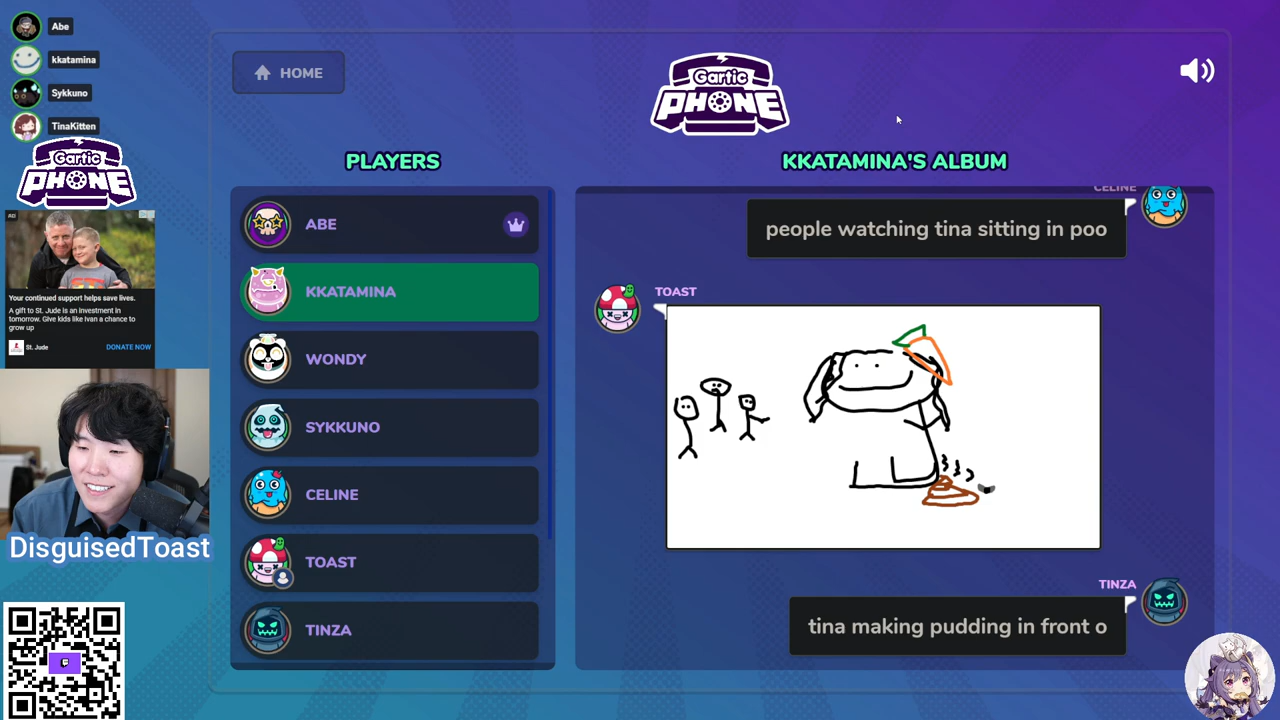 Abe
kkatamina
Sykkuno
TinaKitten
Gartic
PHONE
AD
Your continued support helps save lives.
A gift to St. Jude is an investment in
tomorrow. Give kids like Ivan a chance to
grow up
St. Jude
DONATE NOW
DisguisedToast
HOME
Gartic
PHONE
PLAYERS
ABE
KKATAMINA
WONDY
SYKKUNO
CELINE
TOAST
TINZA
KKATAMINA'S ALBUM
CELINE
people watching tina sitting in poo
TOAST
TINZA
tina making pudding in front o